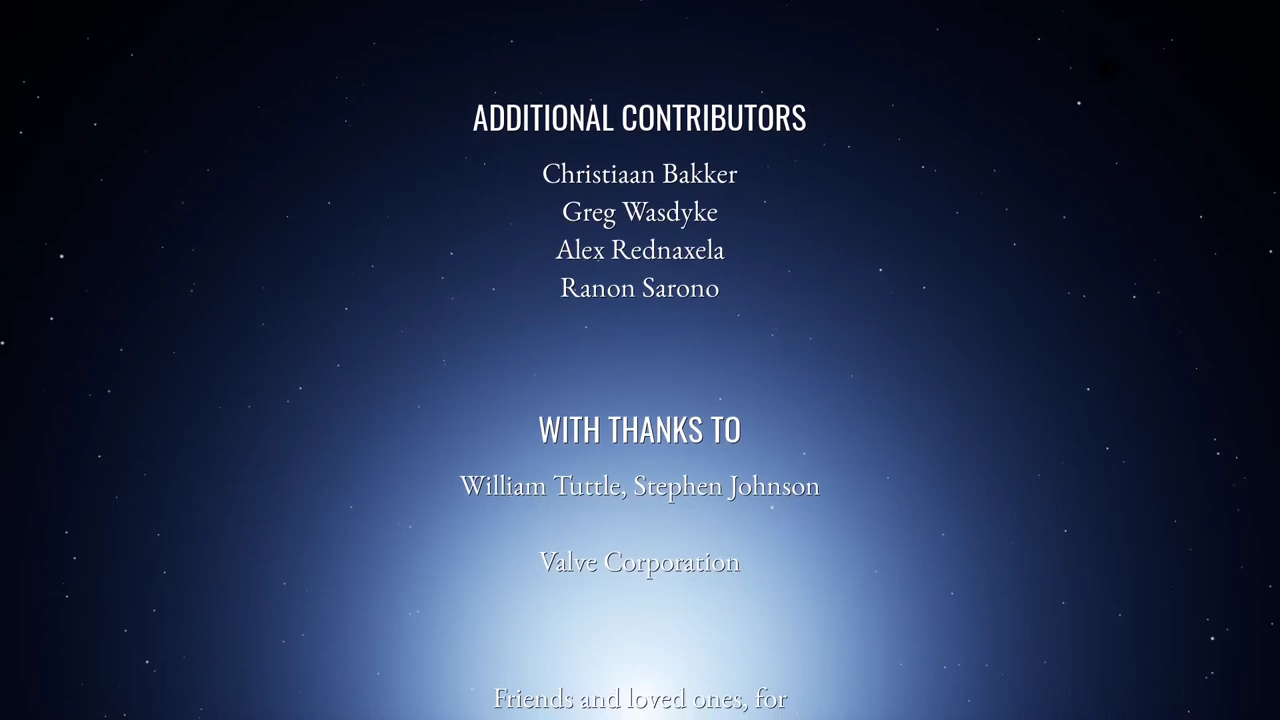 ADDITIONAL CONTRIBUTORS
Christiaan Bakker
Greg Wasdyke
Alex Rednaxela
Ranon Sarono
WITH THANKS TO
William Tuttle, Stephen Johnson
Valve Corporation
Friends and loved ones, for